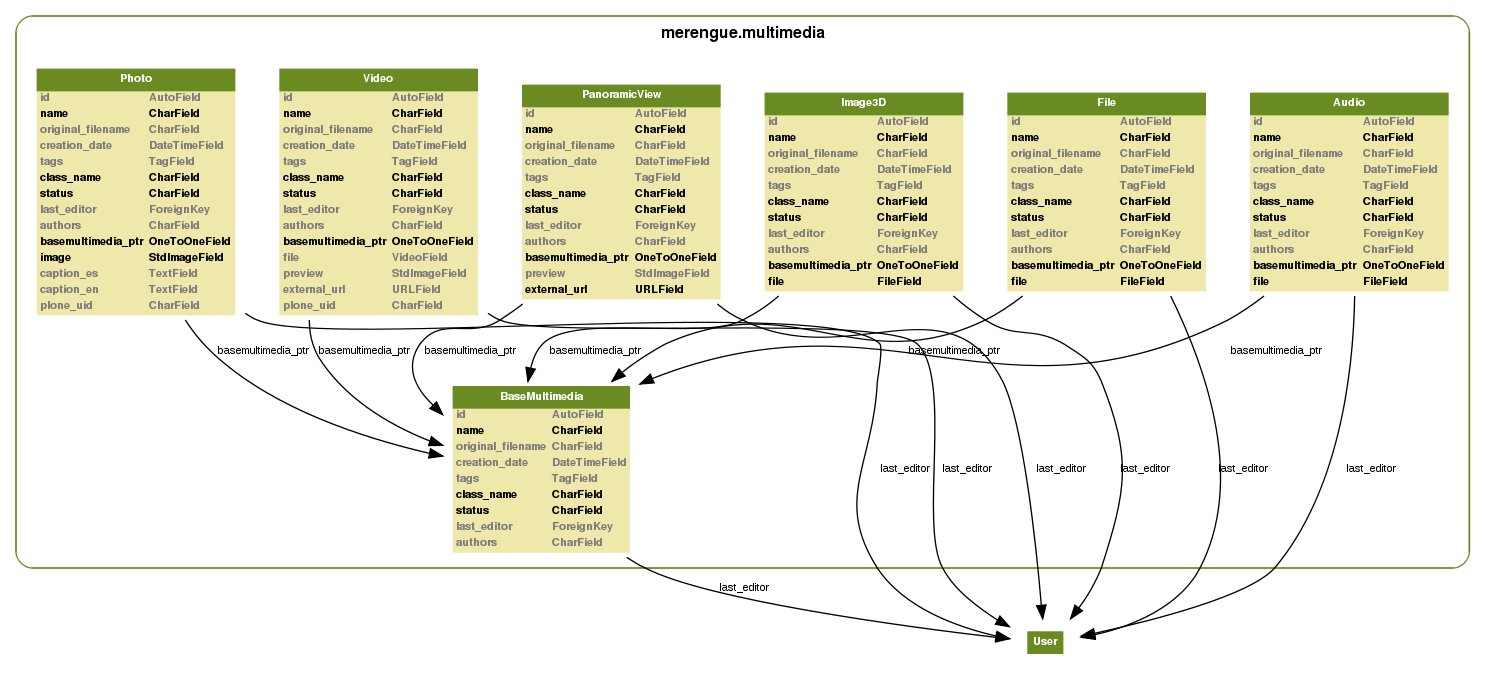 merengue.multimedia
Photo
id AutoField
name CharField
original_filename CharField
creation_date DateTimeField
tags TagField
class_name CharField
status CharField
last_editor ForeignKey
authors CharField
basemultimedia_ptr OneToOneField
image StdImageField
caption_es TextField
caption_en TextField
plone_uid CharField
Video
id AutoField
name CharField
original_filename CharField
creation_date DateTimeField
tags TagField
class_name CharField
status CharField
last_editor ForeignKey
authors CharField
basemultimedia_ptr OneToOneField
file VideoField
preview StdImageField
external_url URLField
plone_uid CharField
PanoramicView
id AutoField
name CharField
original_filename CharField
creation_date DateTimeField
tags TagField
class_name CharField
status CharField
last_editor ForeignKey
authors CharField
basemultimedia_ptr OneToOneField
preview StdImageField
external_url URLField
Image3D
id AutoField
name CharField
original_filename CharField
creation_date DateTimeField
tags TagField
class_name CharField
status CharField
last_editor ForeignKey
authors CharField
basemultimedia_ptr OneToOneField
file FileField
File
id AutoField
name CharField
original_filename CharField
creation_date DateTimeField
tags TagField
class_name CharField
status CharField
last_editor ForeignKey
authors CharField
basemultimedia_ptr OneToOneField
file FileField
Audio
id AutoField
name CharField
original_filename CharField
creation_date DateTimeField
tags TagField
class_name CharField
status CharField
last_editor ForeignKey
authors CharField
basemultimedia_ptr OneToOneField
file FileField
basemultimedia_ptr
basemultimedia_ptr
basemultimedia_ptr
basemultimedia_ptr
basemultimedia_ptr
basemultimedia_ptr
BaseMultimedia
id AutoField
name CharField
original_filename CharField
creation_date DateTimeField
tags TagField
class_name CharField
status CharField
last_editor ForeignKey
authors CharField
last_editor
last_editor
last_editor
last_editor
last_editor
last_editor
last_editor
User